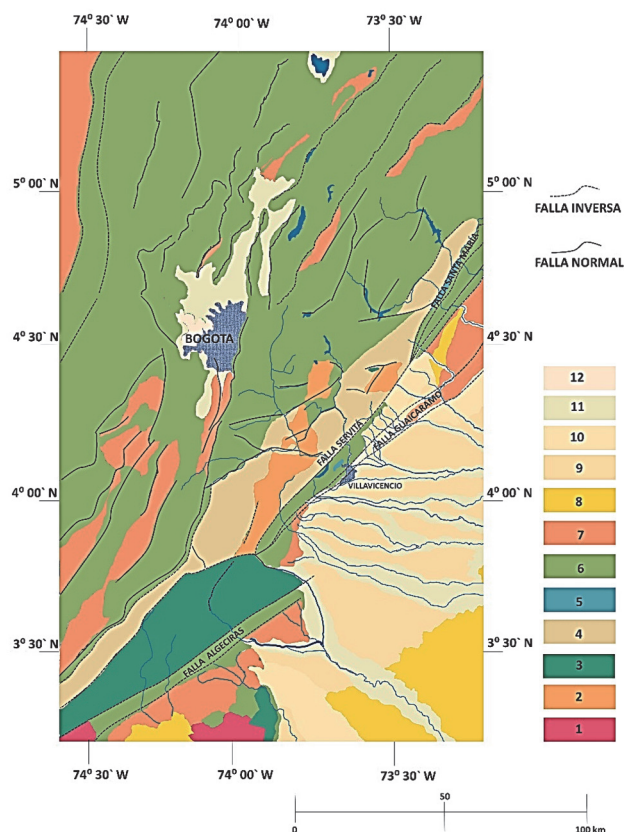 74° 30` W
74° 00` W
73° 30` W
5° 00` N
5° 00` N
FALLA INVERSA
FALLA NORMAL
FALLA SANTA MARÍA
4° 30` N
BOGOTA
4° 30` N
12
11
10
9
8
7
6
5
4
3
2
1
FALLA SERVITÁ
FALLA GUAICARAMO
VILLAVICENCIO
4° 00` N
4° 00` N
3° 30` N
FALLA ALGECIRAS
3° 30` N
74° 30` W
74° 00` W
73° 30` W
50
0
100 km